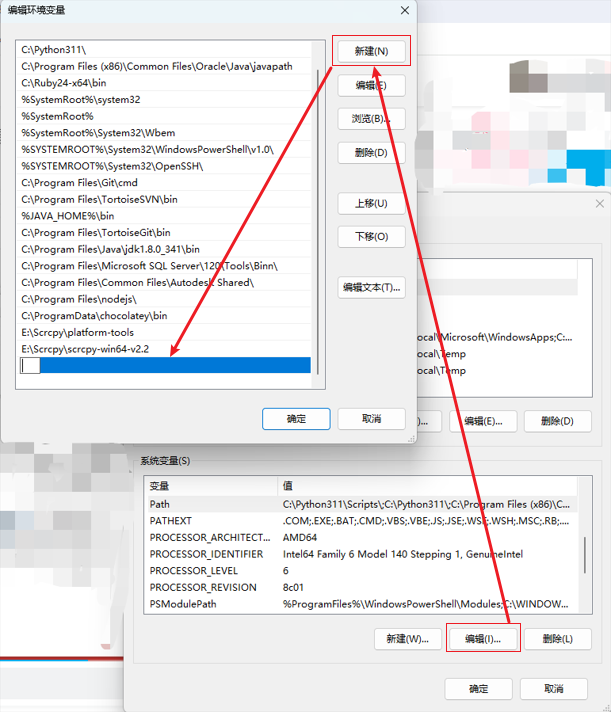 编辑环境变量
C:\Python311\
C:\Program Files (x86)\Common Files\Oracle\Java\javapath
C:\Ruby24-x64\bin
%SystemRoot%\system32
%SystemRoot%
%SystemRoot%\System32\Wbem
%SYSTEMROOT%\System32\WindowsPowerShell\v1.0\
%SYSTEMROOT%\System32\OpenSSH\
C:\Program Files\Git\cmd
C:\Program Files\TortoiseSVN\bin
%JAVA_HOME%\bin
C:\Program Files\TortoiseGit\bin
C:\Program Files\Java\jdk1.8.0_341\bin
C:\Program Files\Microsoft SQL Server\120\Tools\Binn\
C:\Program Files\Common Files\Autodesk Shared\
C:\Program Files\nodejs\
C:\ProgramData\chocolatey\bin
E:\Scrcpy\platform-tools
E:\Scrcpy\scrcpy-win64-v2.2
新建(N)
编辑(E)
浏览(B)...
删除(D)
上移(U)
下移(O)
编辑文本(T)...
确定
取消
ocal\Microsoft\WindowsApps;C:...
ocal\Temp
ocal\Temp
)...
编辑(E)...
删除(D)
系统变量(S)
变量 值
Path C:\Python311\Scripts\;C:\Python311\;C:\Program Files (x86)\C...
PATHEXT .COM;.EXE;.BAT;.CMD;.VBS;.VBE;.JS;.JSE;.WSF;.WSH;.MSC;.RB;....
PROCESSOR_ARCHITECT... AMD64
PROCESSOR_IDENTIFIER Intel64 Family 6 Model 140 Stepping 1, GenuineIntel
PROCESSOR_LEVEL 6
PROCESSOR_REVISION 8c01
PSModulePath %ProgramFiles%\WindowsPowerShell\Modules;C:\WINDOW...
新建(W)...
编辑(I)...
删除(L)
确定
取消